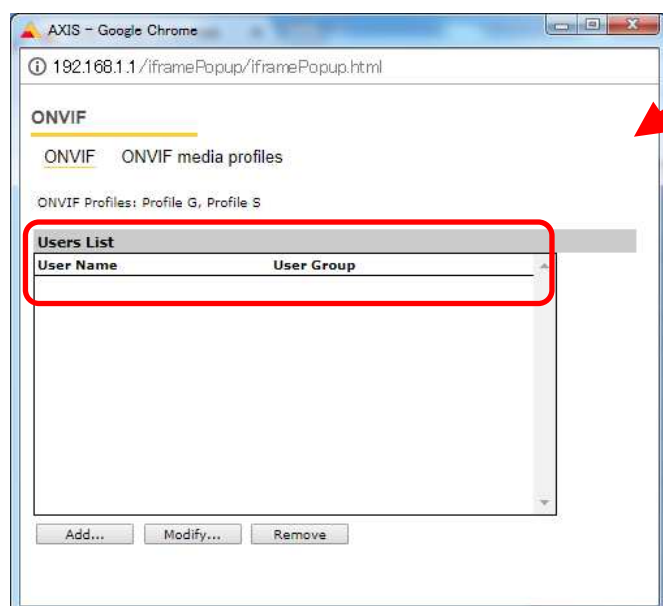 AXIS - Google Chrome
192.168.1.1/iframePopup/iframePopup.html
ONVIF
ONVIF ONVIF media profiles
ONVIF Profiles: Profile G, Profile S
Users List
User Name User Group
Add... Modify... Remove